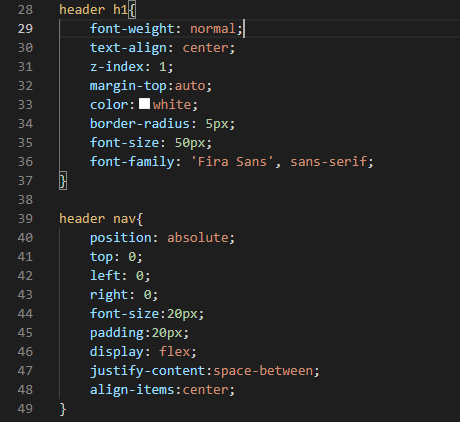 28 header h1{
29     font-weight: normal;
30     text-align: center;
31     z-index: 1;
32     margin-top:auto;
33     color: white;
34     border-radius: 5px;
35     font-size: 50px;
36     font-family: 'Fira Sans', sans-serif;
37 }
38
39 header nav{
40     position: absolute;
41     top: 0;
42     left: 0;
43     right: 0;
44     font-size:20px;
45     padding:20px;
46     display: flex;
47     justify-content:space-between;
48     align-items:center;
49 }